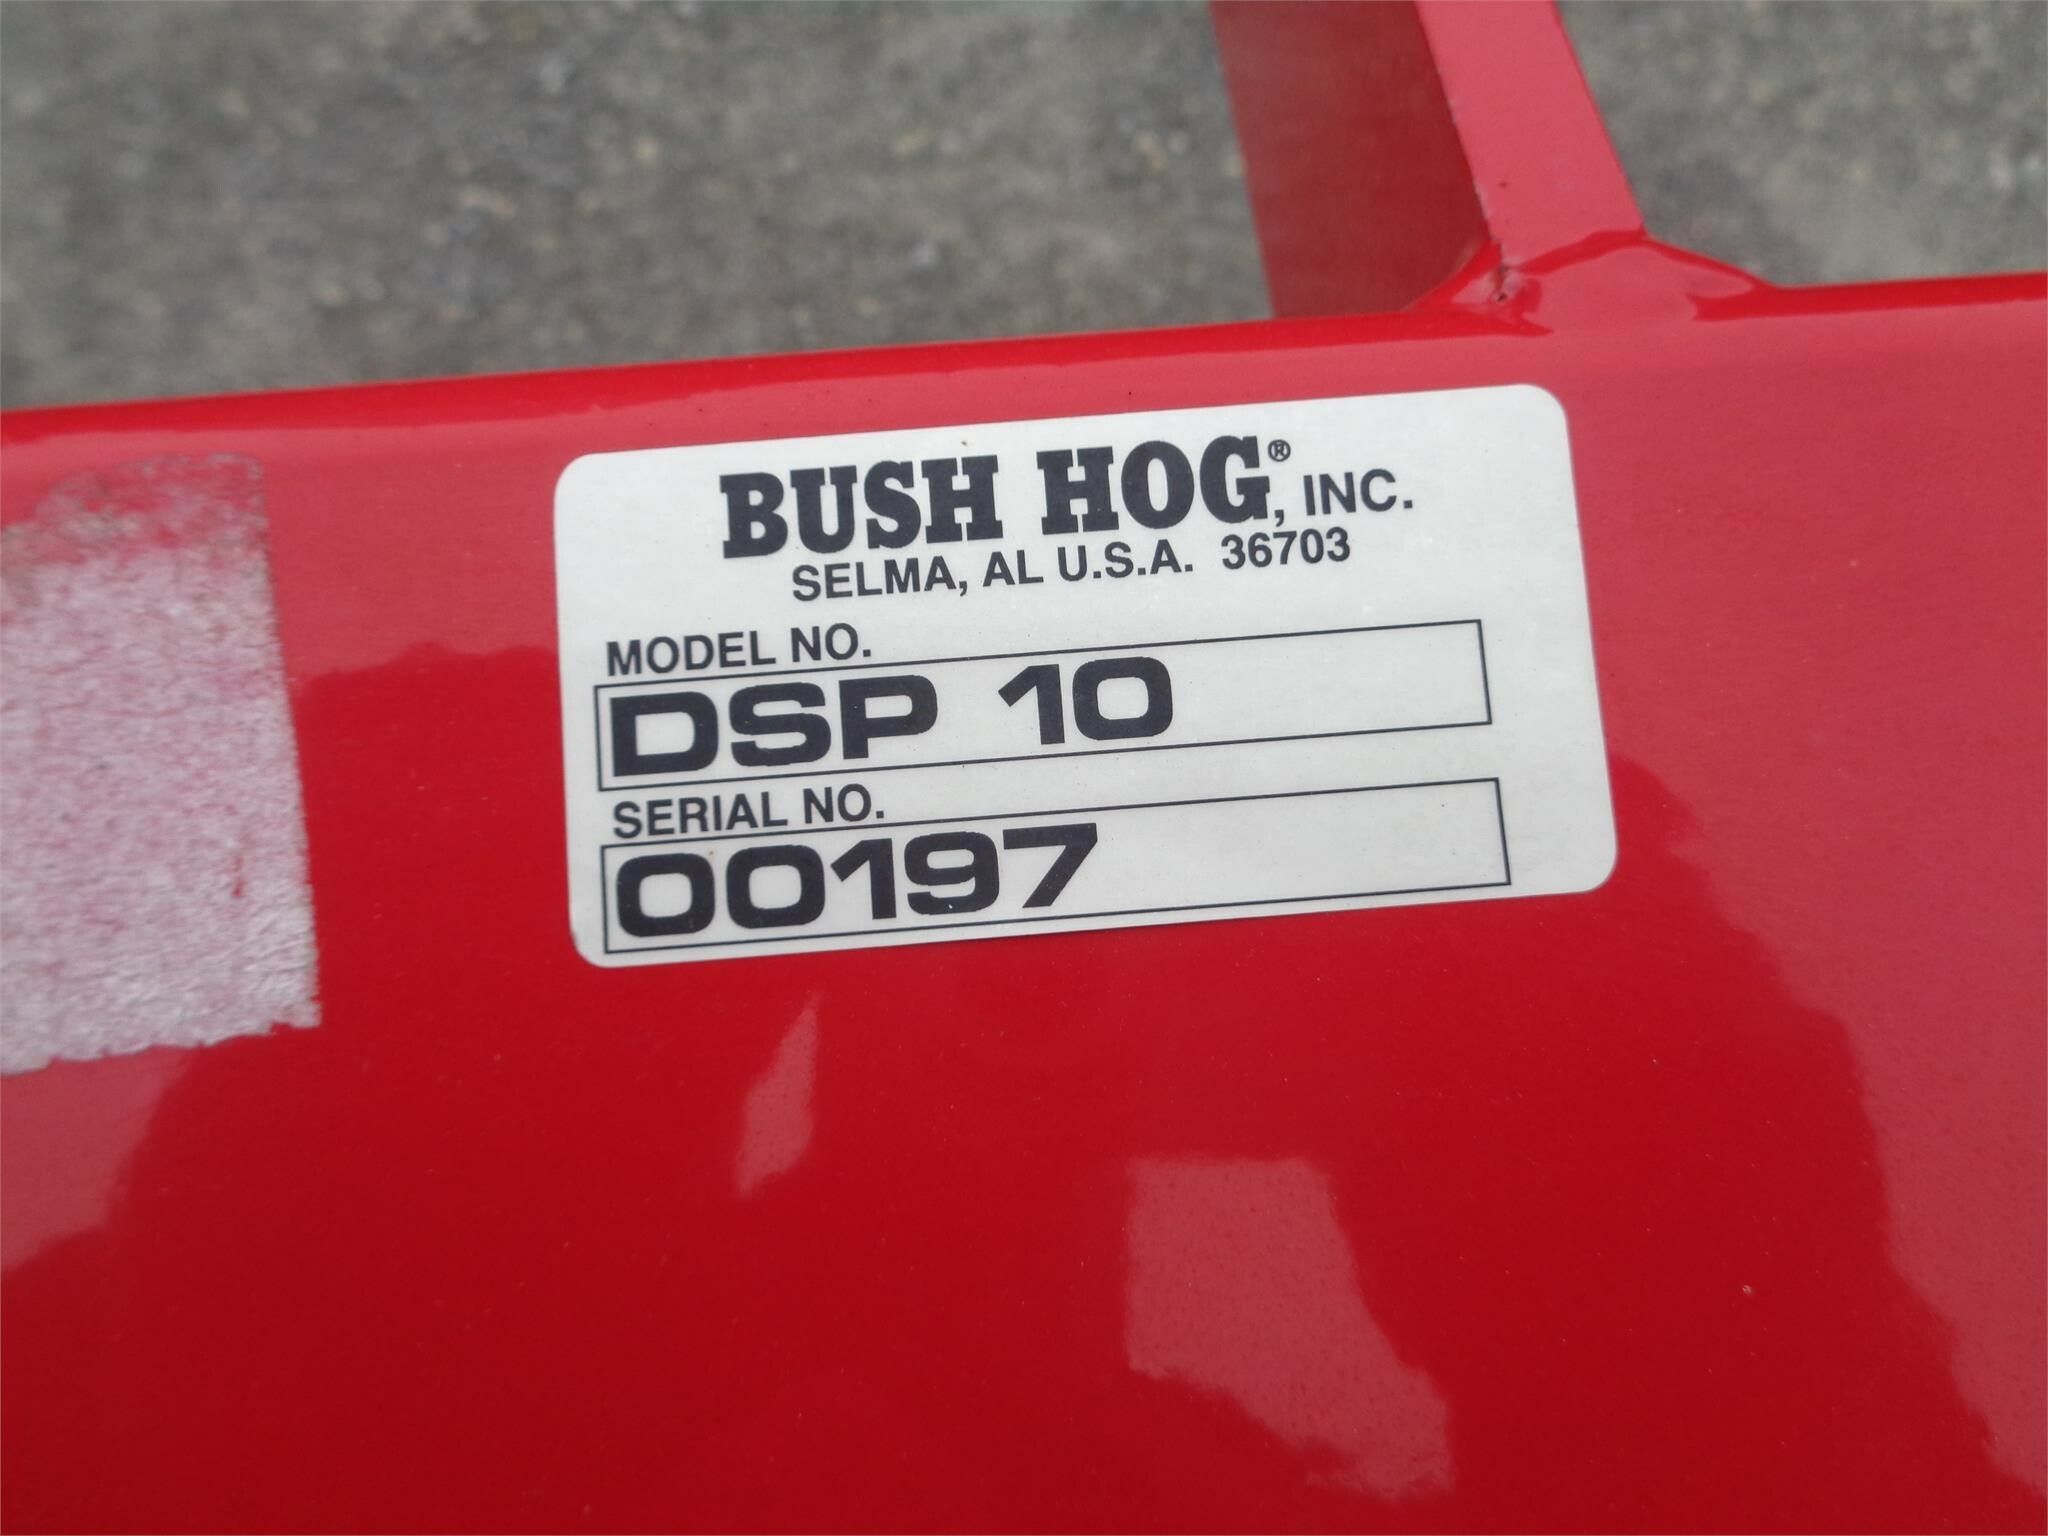 BUSH HOG®, INC.
SELMA, AL U.S.A. 36703
MODEL NO.
DSP 10
SERIAL NO.
00197